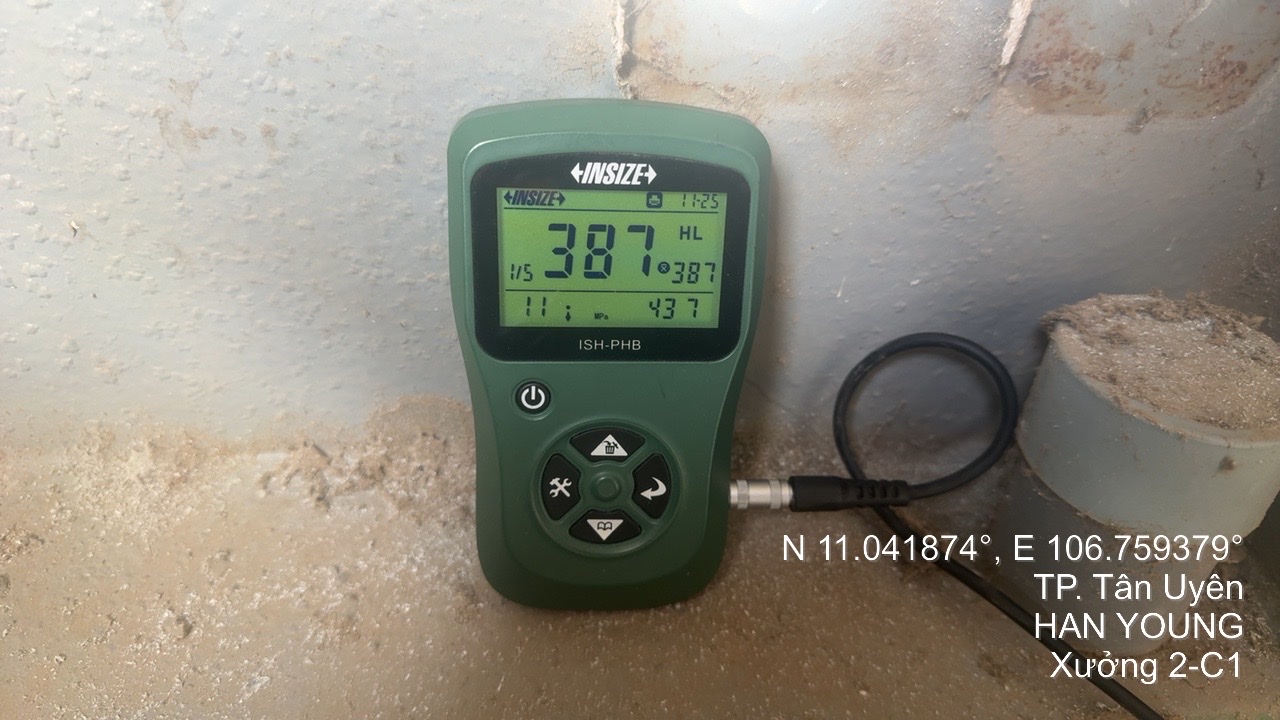 INSIZE
INSIZE 11-25
387 HL
1/5 387
11 MPa 437
ISH-PHB
N 11.041874°, E 106.759379°
TP. Tân Uyên
HAN YOUNG
Xưởng 2-C1